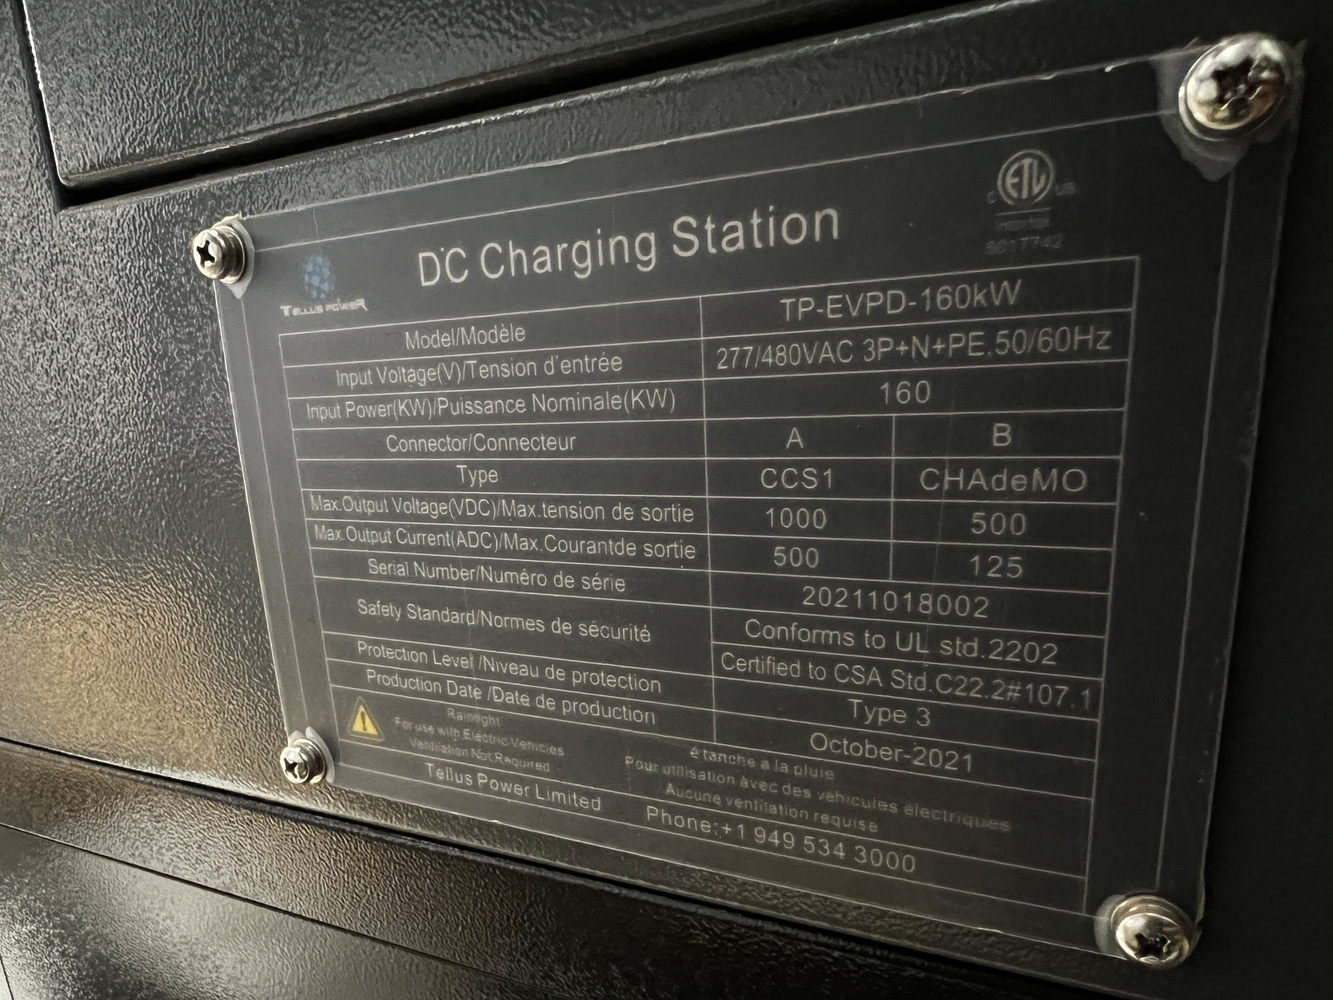 DC Charging Station
C ETL US
Intertek
5017742
TELLUS POWER
Model/Modèle TP-EVPD-160kW
Input Voltage(V)/Tension d'entrée 277/480VAC 3P+N+PE,50/60Hz
Input Power(KW)/Puissance Nominale(KW) 160
Connector/Connecteur A B
Type CCS1 CHAdeMO
Max.Output Voltage(VDC)/Max.tension de sortie 1000 500
Max.Output Current(ADC)/Max.Courantde sortie 500 125
Serial Number/Numéro de série 20211018002
Safety Standard/Normes de sécurité Conforms to UL std.2202
Certified to CSA Std.C22.2#107.1
Protection Level /Niveau de protection Type 3
Production Date /Date de production October-2021
Raintight
For use with Electric Vehicles
Ventilation Not Required
étanche a la pluie
Pour utilisation avec des véhicules électriques
Aucune ventilation requise
Tellus Power Limited Phone:+1 949 534 3000